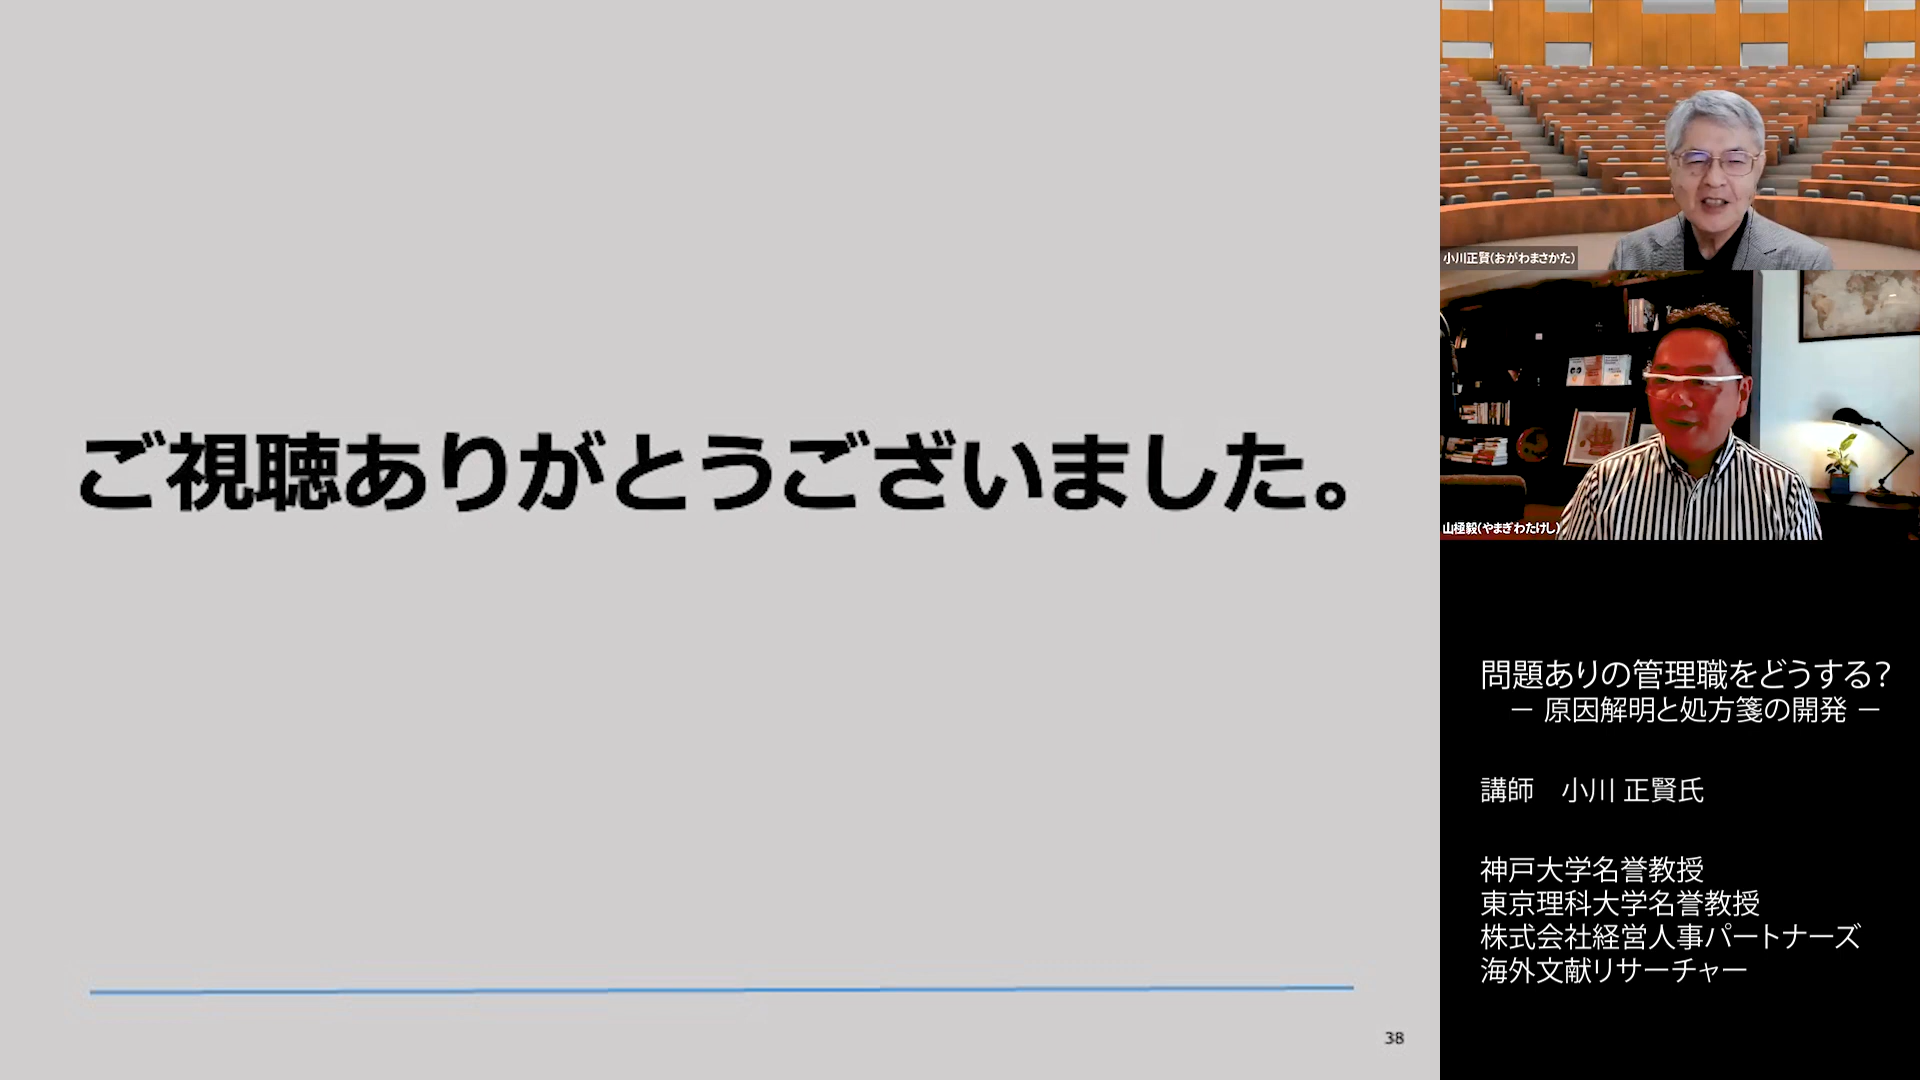 ご視聴ありがとうございました。
38
小川正賢(おがわまさかた)
山極毅(やまぎわたけし)
問題ありの管理職をどうする?
― 原因解明と処方箋の開発 ―
講師　小川 正賢氏
神戸大学名誉教授
東京理科大学名誉教授
株式会社経営人事パートナーズ
海外文献リサーチャー